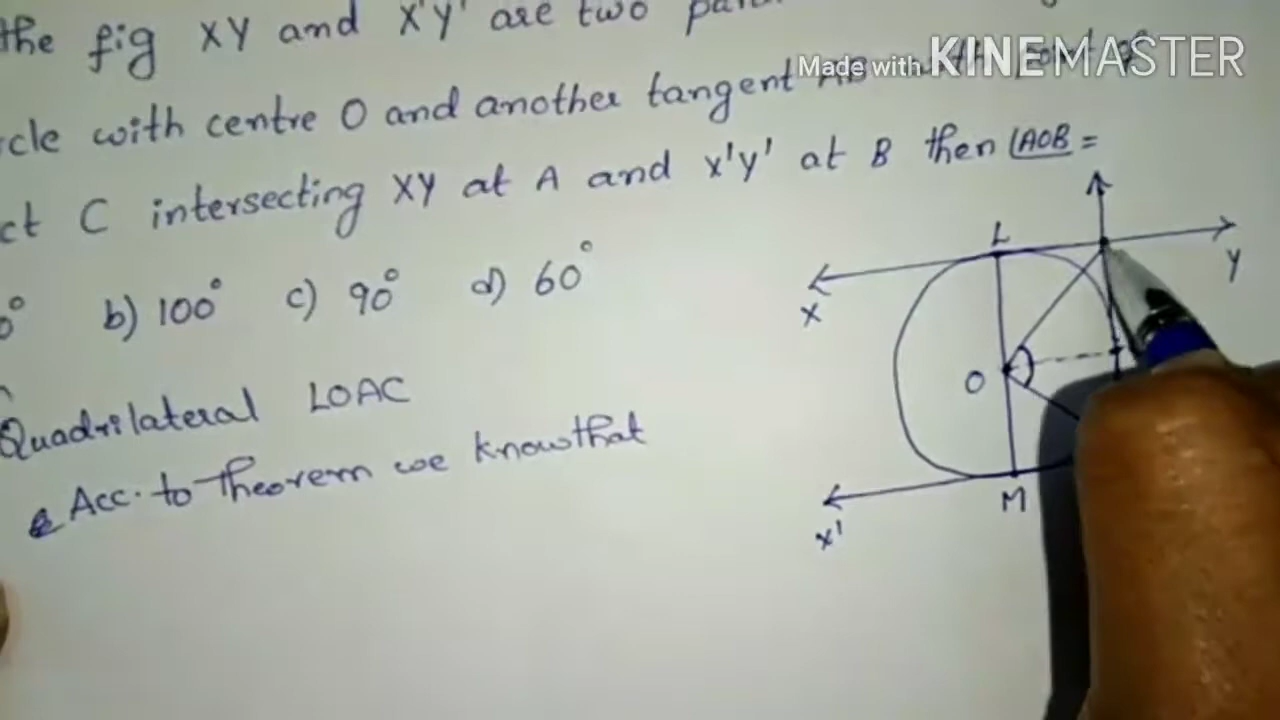 the fig XY and X'Y' are two
Made with KINEMASTER
cle with centre O and another tangent AB
ct C intersecting XY at A and x'y' at B then ∠AOB =
b) 100° c) 90° d) 60°
Quadrilateral LOAC
Acc. to Theorem we know that
L
Y
X
O
M
x'